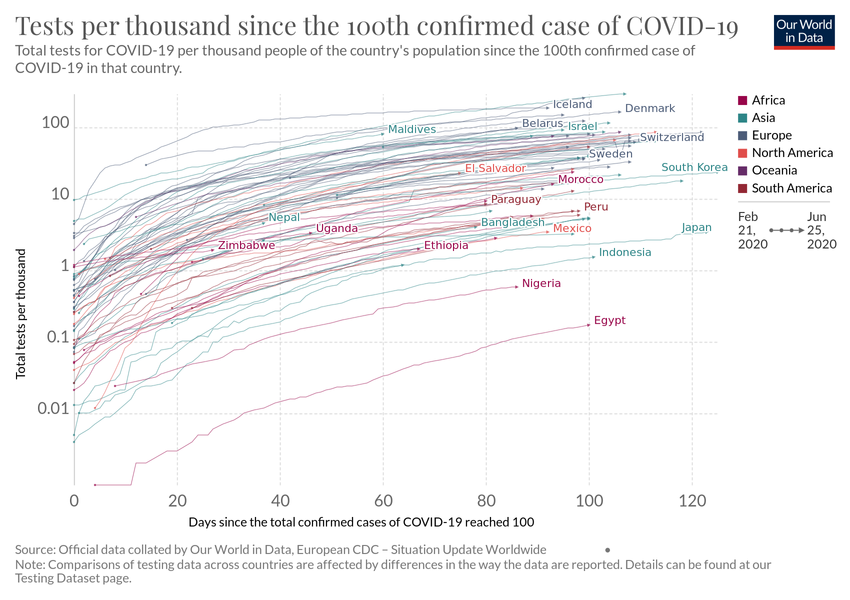 Tests per thousand since the 100th confirmed case of COVID-19
Our World
in Data
Total tests for COVID-19 per thousand people of the country's population since the 100th confirmed case of
COVID-19 in that country.
Africa
Asia
Europe
North America
Oceania
South America
Feb
21,
2020
Jun
25,
2020
Total tests per thousand
100
10
1
0.1
0.01
Iceland
Denmark
Maldives
Belarus
Israel
Switzerland
Sweden
El Salvador
South Korea
Morocco
Paraguay
Peru
Nepal
Bangladesh
Uganda
Mexico
Japan
Zimbabwe
Ethiopia
Indonesia
Nigeria
Egypt
0
20
40
60
80
100
120
Days since the total confirmed cases of COVID-19 reached 100
Source: Official data collated by Our World in Data, European CDC – Situation Update Worldwide
Note: Comparisons of testing data across countries are affected by differences in the way the data are reported. Details can be found at our
Testing Dataset page.